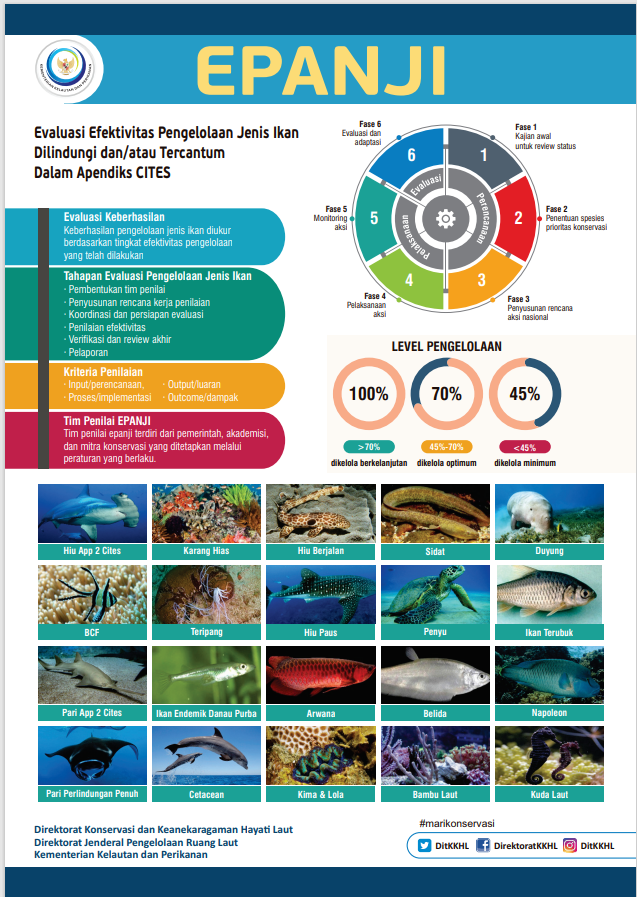 KEMENTERIAN KELAUTAN DAN PERIKANAN
EPANJI
Evaluasi Efektivitas Pengelolaan Jenis Ikan
Dilindungi dan/atau Tercantum
Dalam Apendiks CITES
Evaluasi Keberhasilan
Keberhasilan pengelolaan jenis ikan diukur
berdasarkan tingkat efektivitas pengelolaan
yang telah dilakukan
Tahapan Evaluasi Pengelolaan Jenis Ikan
· Pembentukan tim penilai
· Penyusunan rencana kerja penilaian
· Koordinasi dan persiapan evaluasi
· Penilaian efektivitas
· Verifikasi dan review akhir
· Pelaporan
Kriteria Penilaian
· Input/perencanaan, · Output/luaran
· Proses/implementasi · Outcome/dampak
Tim Penilai EPANJI
Tim penilai epanji terdiri dari pemerintah, akademisi,
dan mitra konservasi yang ditetapkan melalui
peraturan yang berlaku.
Fase 1
Kajian awal
untuk review status
Fase 2
Penentuan spesies
prioritas konservasi
Fase 3
Penyusunan rencana
aksi nasional
Fase 4
Pelaksanaan
aksi
Fase 5
Monitoring
aksi
Fase 6
Evaluasi dan
adaptasi
1
2
3
4
5
6
Evaluasi
Perencanaan
Pelaksanaan
LEVEL PENGELOLAAN
100% 70% 45%
>70% 45%-70% <45%
dikelola berkelanjutan dikelola optimum dikelola minimum
Hiu App 2 Cites Karang Hias Hiu Berjalan Sidat Duyung
BCF Teripang Hiu Paus Penyu Ikan Terubuk
Pari App 2 Cites Ikan Endemik Danau Purba Arwana Belida Napoleon
Pari Perlindungan Penuh Cetacean Kima & Lola Bambu Laut Kuda Laut
Direktorat Konservasi dan Keanekaragaman Hayati Laut
Direktorat Jenderal Pengelolaan Ruang Laut
Kementerian Kelautan dan Perikanan
#marikonservasi
DitKKHL DirektoratKKHL DitKKHL